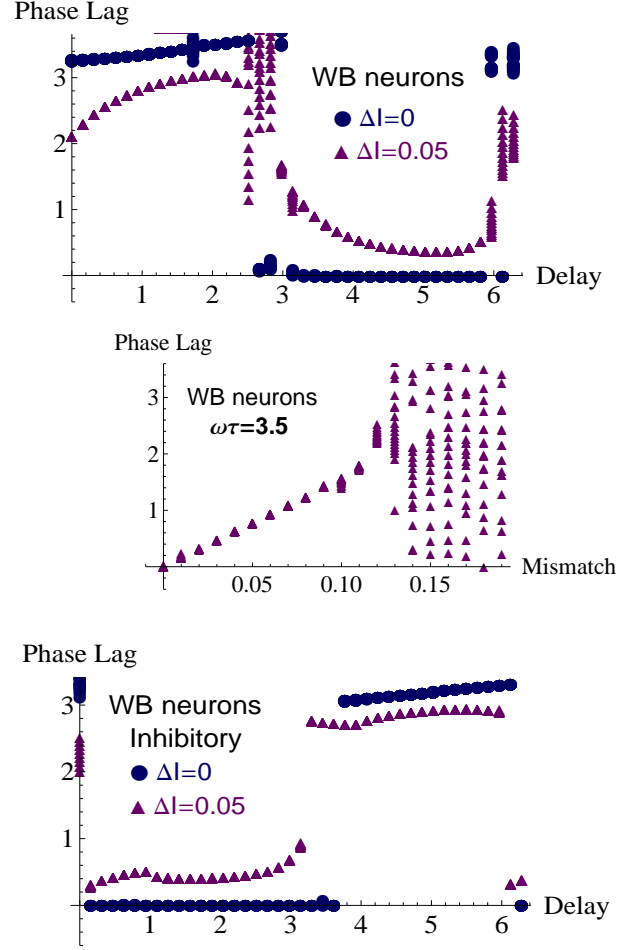 Phase Lag
3
2
1
WB neurons
ΔI=0
ΔI=0.05
1 2 3 4 5 6 Delay
Phase Lag
3
2
1
WB neurons
ωτ=3.5
0.05 0.10 0.15 Mismatch
Phase Lag
3
2
1
WB neurons
Inhibitory
ΔI=0
ΔI=0.05
1 2 3 4 5 6 Delay